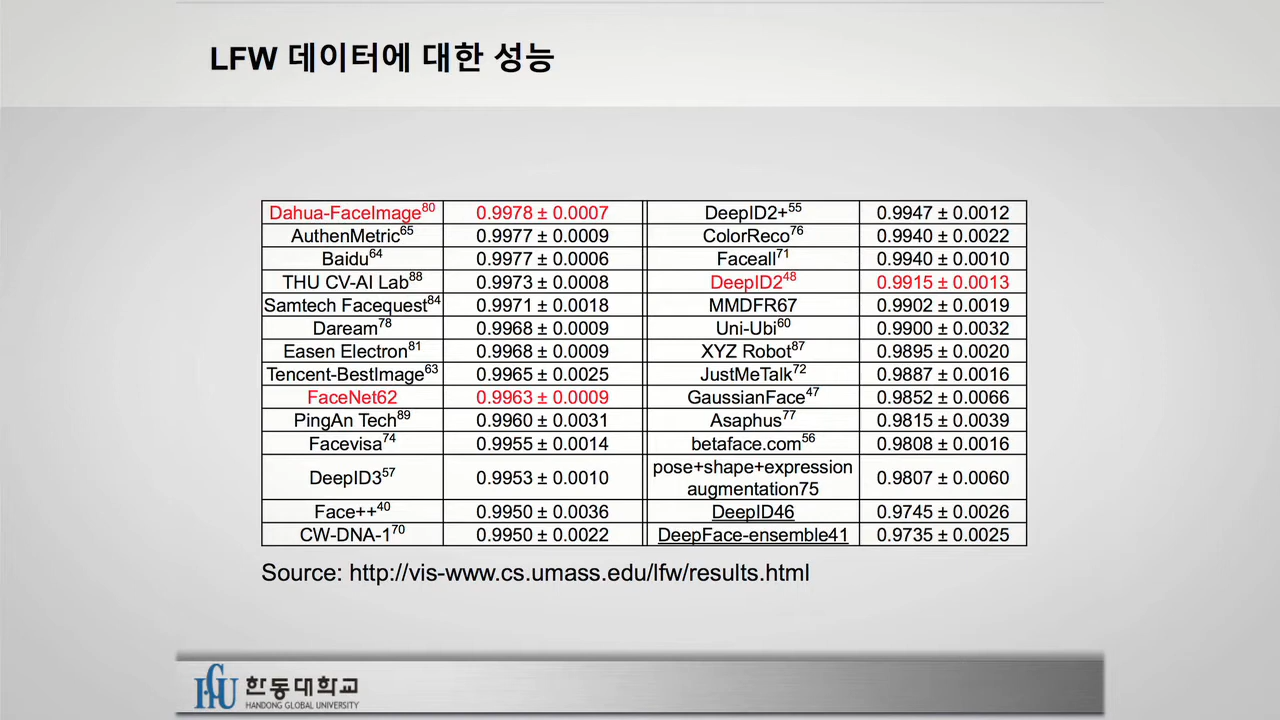 LFW 데이터에 대한 성능
Dahua-FaceImage80 0.9978 ± 0.0007 DeepID2+55 0.9947 ± 0.0012
AuthenMetric65 0.9977 ± 0.0009 ColorReco76 0.9940 ± 0.0022
Baidu64 0.9977 ± 0.0006 Faceall71 0.9940 ± 0.0010
THU CV-AI Lab88 0.9973 ± 0.0008 DeepID248 0.9915 ± 0.0013
Samtech Facequest84 0.9971 ± 0.0018 MMDFR67 0.9902 ± 0.0019
Daream78 0.9968 ± 0.0009 Uni-Ubi60 0.9900 ± 0.0032
Easen Electron81 0.9968 ± 0.0009 XYZ Robot87 0.9895 ± 0.0020
Tencent-BestImage63 0.9965 ± 0.0025 JustMeTalk72 0.9887 ± 0.0016
FaceNet62 0.9963 ± 0.0009 GaussianFace47 0.9852 ± 0.0066
PingAn Tech89 0.9960 ± 0.0031 Asaphus77 0.9815 ± 0.0039
Facevisa74 0.9955 ± 0.0014 betaface.com56 0.9808 ± 0.0016
DeepID357 0.9953 ± 0.0010 pose+shape+expression
augmentation75 0.9807 ± 0.0060
Face++40 0.9950 ± 0.0036 DeepID46 0.9745 ± 0.0026
CW-DNA-170 0.9950 ± 0.0022 DeepFace-ensemble41 0.9735 ± 0.0025
Source: http://vis-www.cs.umass.edu/lfw/results.html
HGU 한동대학교
HANDONG GLOBAL UNIVERSITY